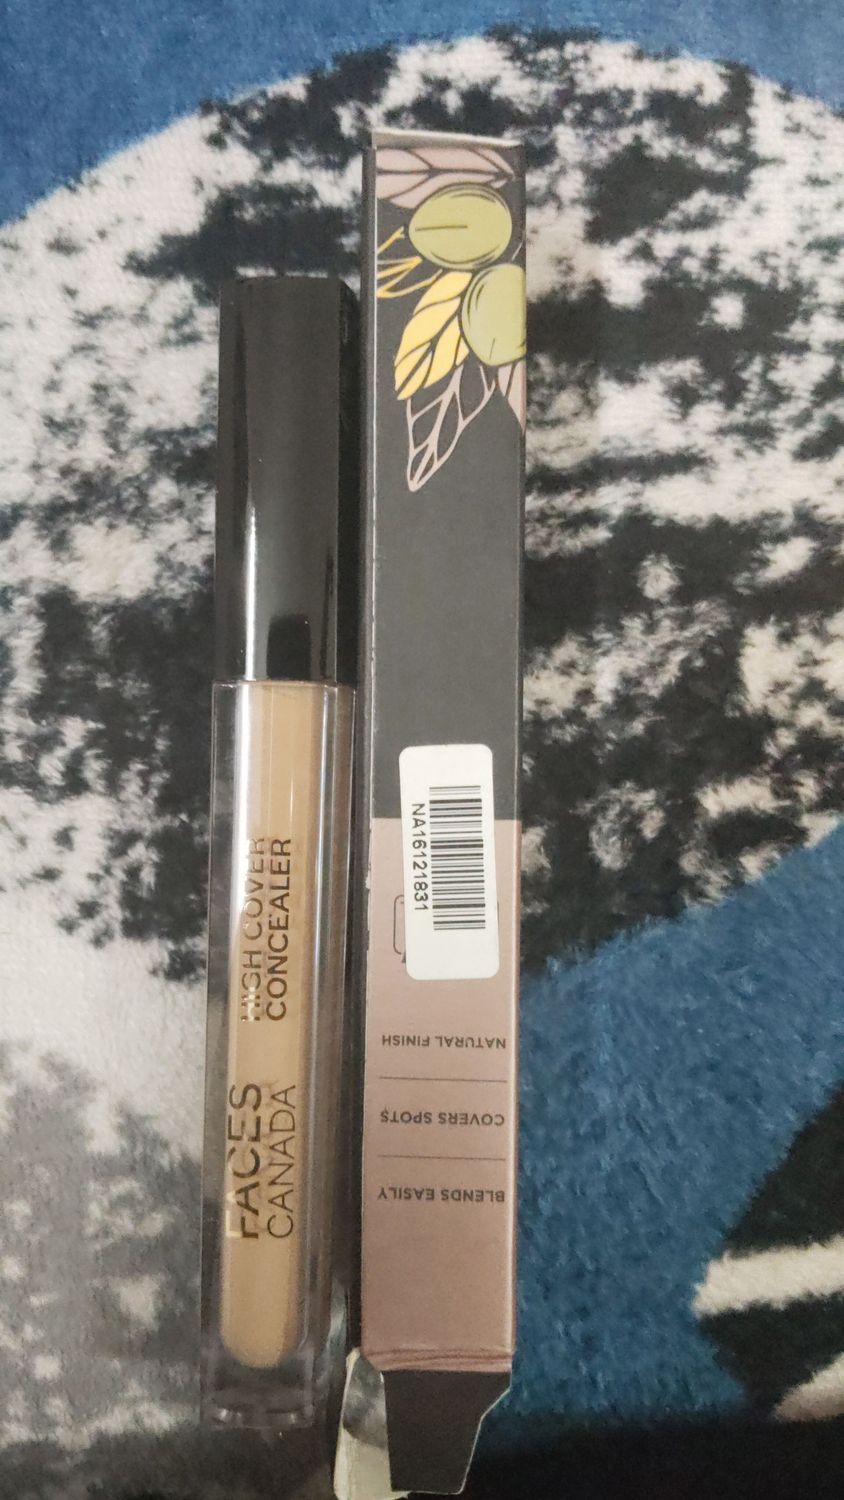 FACES
CANADA
HIGH COVER
CONCEALER
NA16121831
BLENDS EASILY
COVERS SPOTS
NATURAL FINISH